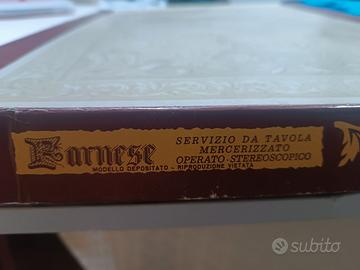 Farnese
SERVIZIO DA TAVOLA
MERCERIZZATO
OPERATO-STEREOSCOPICO
MODELLO DEPOSITATO - RIPRODUZIONE VIETATA
subito